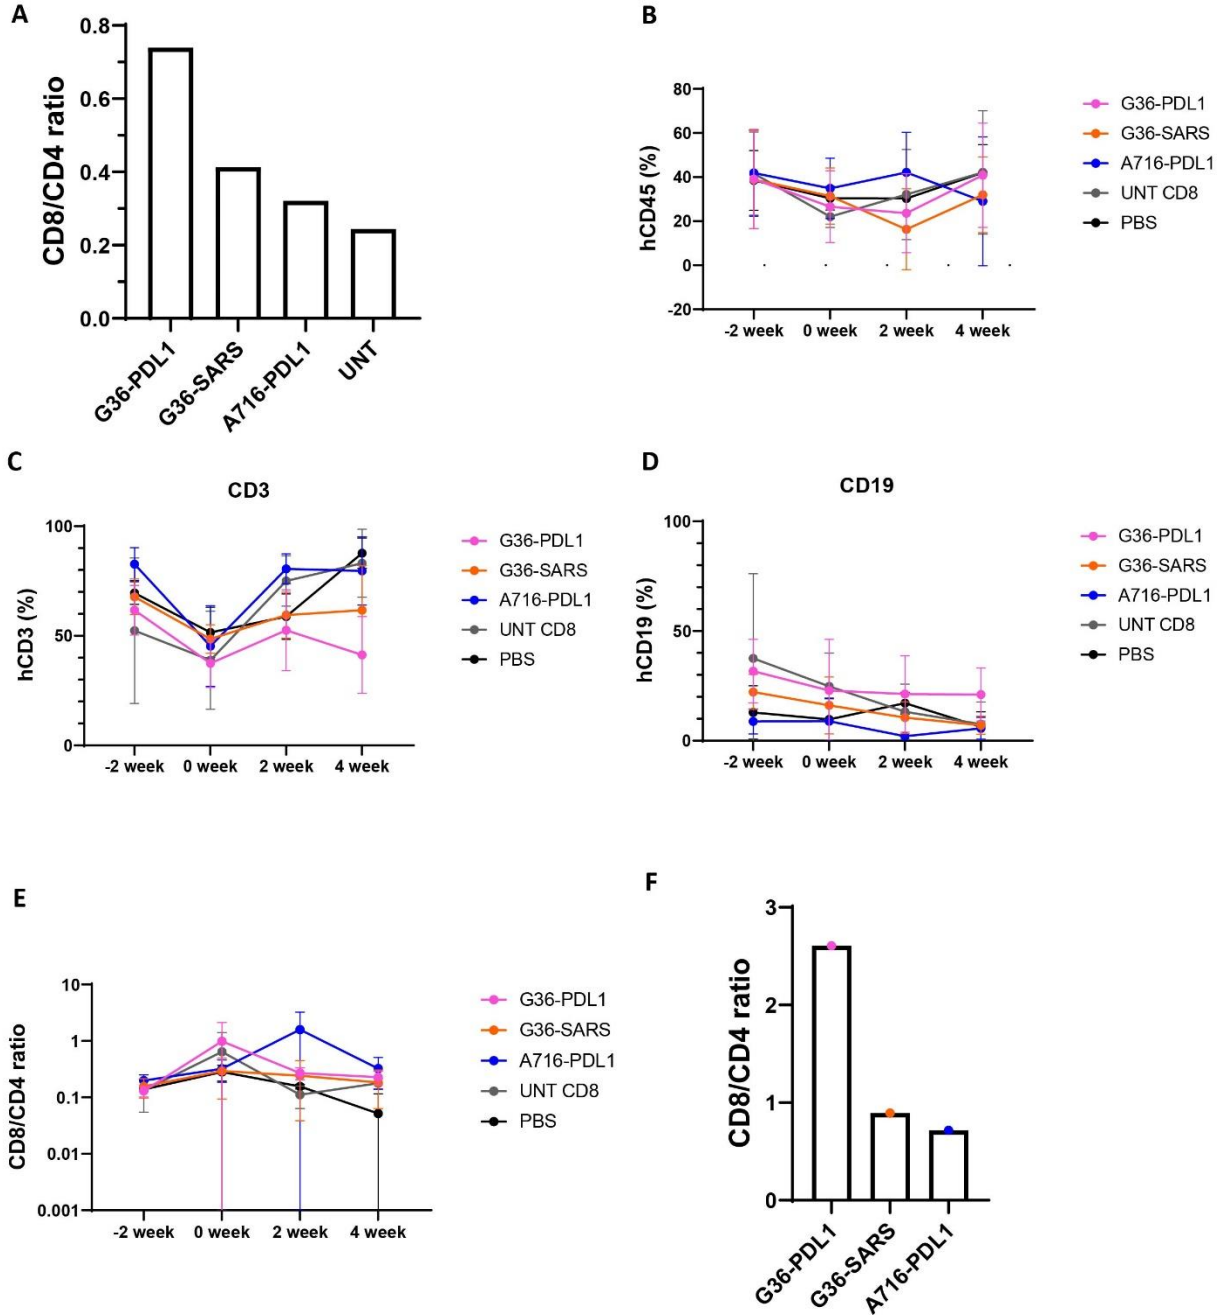 A
CD8/CD4 ratio
0.8
0.6
0.4
0.2
0.0
G36-PDL1
G36-SARS
A716-PDL1
UNT
B
hCD45 (%)
80
60
40
20
0
-20
-2 week
0 week
2 week
4 week
G36-PDL1
G36-SARS
A716-PDL1
UNT CD8
PBS
C
CD3
hCD3 (%)
100
50
0
-2 week
0 week
2 week
4 week
G36-PDL1
G36-SARS
A716-PDL1
UNT CD8
PBS
D
CD19
hCD19 (%)
100
50
0
-2 week
0 week
2 week
4 week
G36-PDL1
G36-SARS
A716-PDL1
UNT CD8
PBS
E
CD8/CD4 ratio
10
1
0.1
0.01
0.001
-2 week
0 week
2 week
4 week
G36-PDL1
G36-SARS
A716-PDL1
UNT CD8
PBS
F
CD8/CD4 ratio
3
2
1
0
G36-PDL1
G36-SARS
A716-PDL1